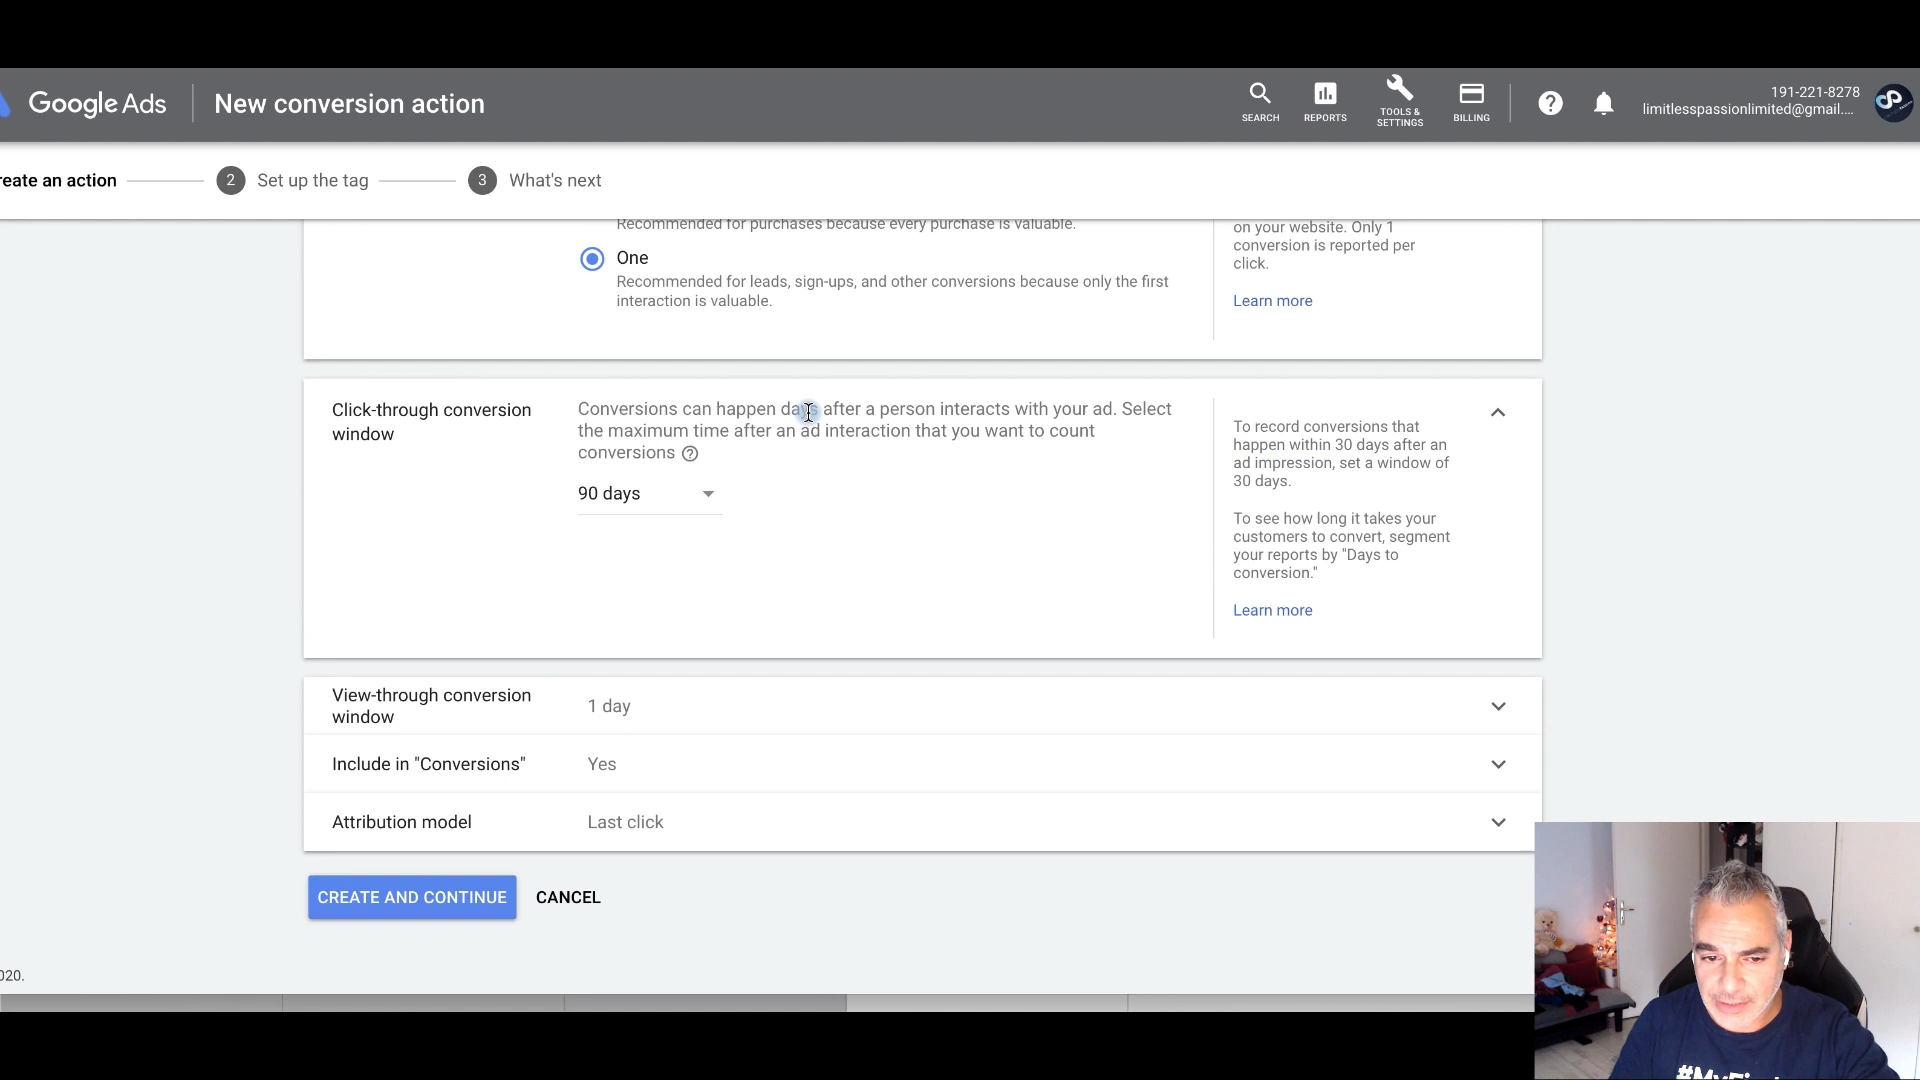 Google Ads
New conversion action
SEARCH
REPORTS
TOOLS &
SETTINGS
BILLING
191-221-8278
limitlesspassionlimited@gmail....
reate an action
2
Set up the tag
3
What's next
Recommended for purchases because every purchase is valuable.
One
Recommended for leads, sign-ups, and other conversions because only the first
interaction is valuable.
on your website. Only 1
conversion is reported per
click.
Learn more
Click-through conversion
window
Conversions can happen days after a person interacts with your ad. Select
the maximum time after an ad interaction that you want to count
conversions
90 days
To record conversions that
happen within 30 days after an
ad impression, set a window of
30 days.
To see how long it takes your
customers to convert, segment
your reports by "Days to
conversion."
Learn more
View-through conversion
window
1 day
Include in "Conversions"
Yes
Attribution model
Last click
CREATE AND CONTINUE
CANCEL
020.